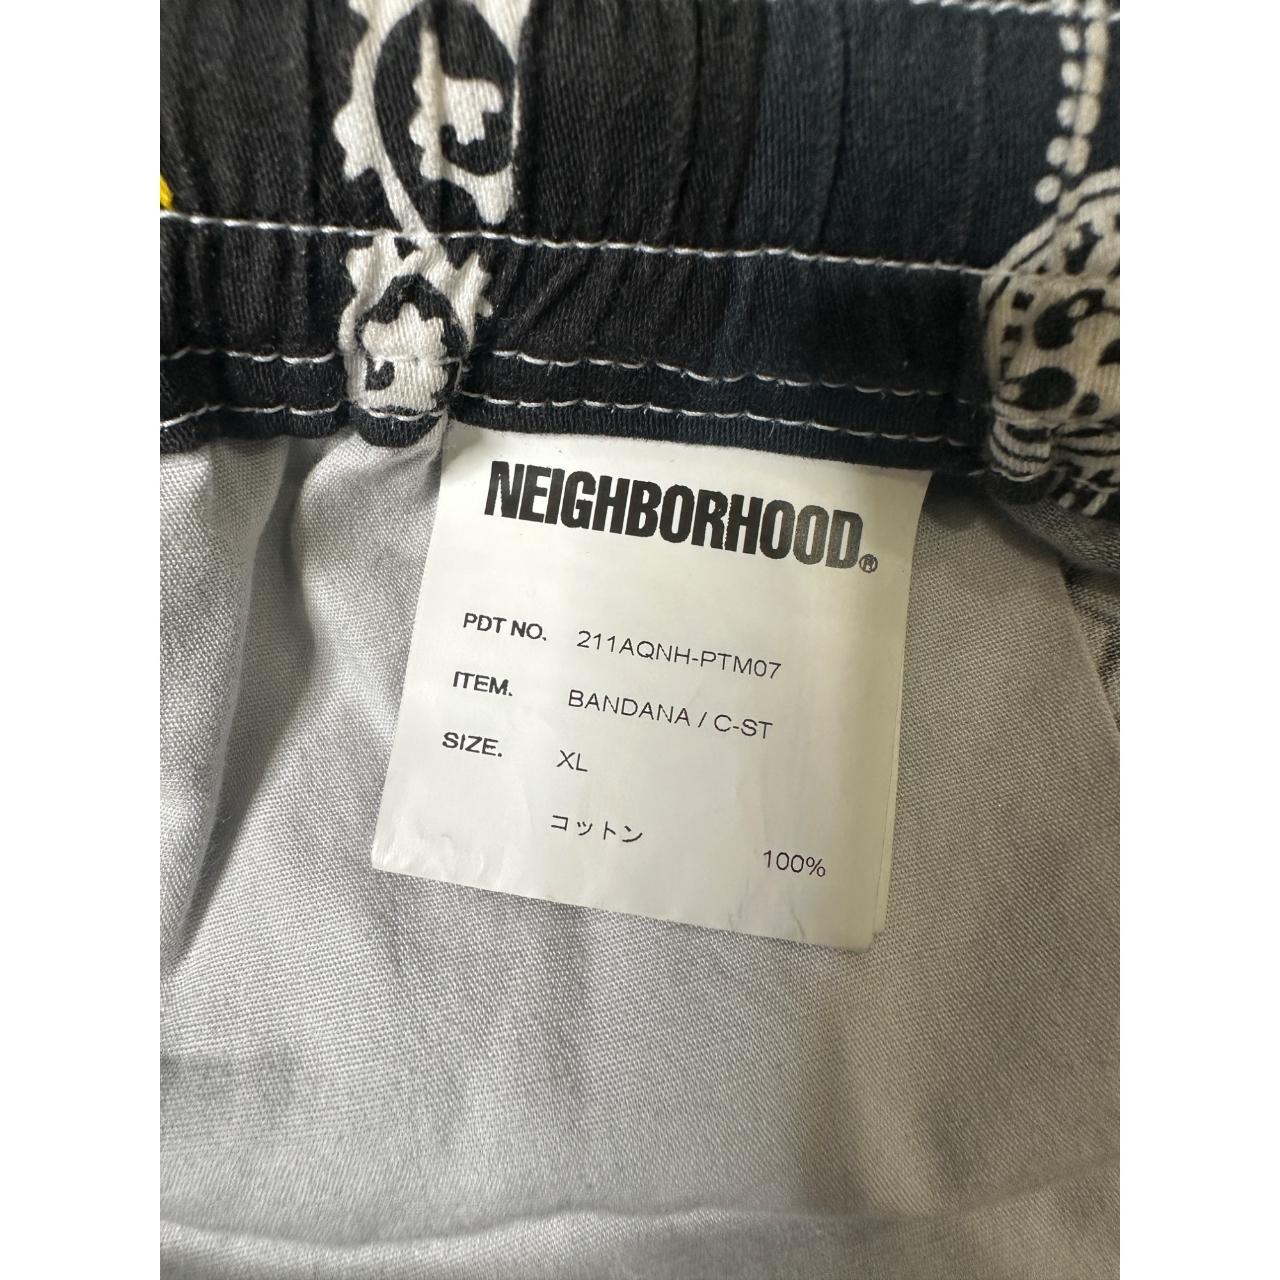 NEIGHBORHOOD®
PDT NO. 211AQNH-PTM07
ITEM. BANDANA / C-ST
SIZE. XL
コットン 100%